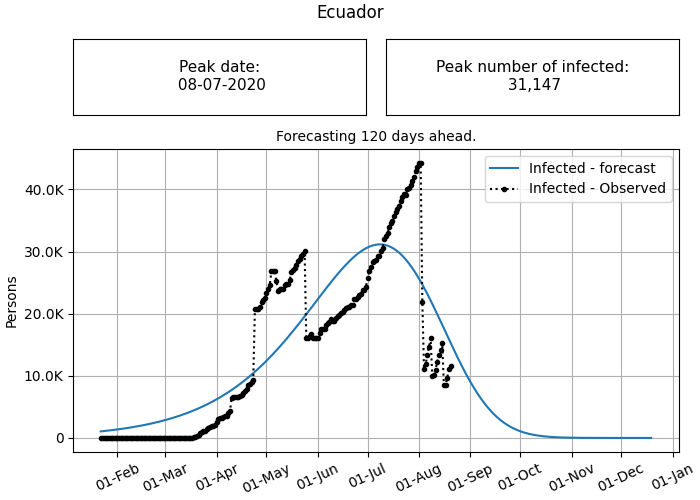 Ecuador
Peak date:
08-07-2020
Peak number of infected:
31,147
Forecasting 120 days ahead.
Infected - forecast
Infected - Observed
Persons
40.0K
30.0K
20.0K
10.0K
0
01-Feb
01-Mar
01-Apr
01-May
01-Jun
01-Jul
01-Aug
01-Sep
01-Oct
01-Nov
01-Dec
01-Jan